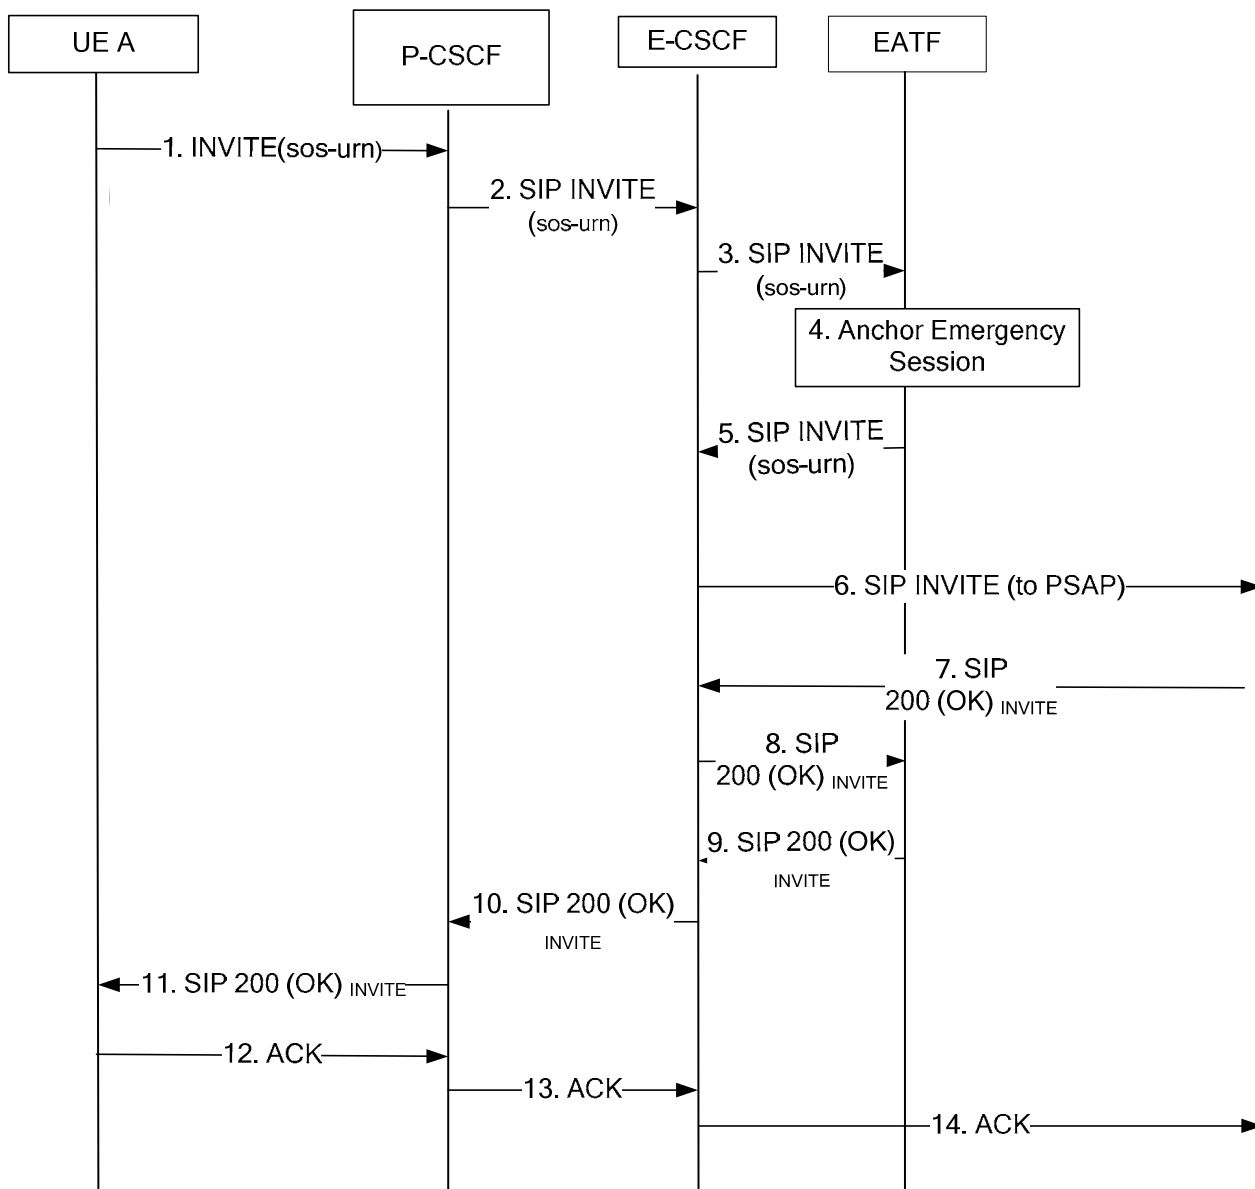 UE A
P-CSCF
E-CSCF
EATF
1. INVITE(sos-urn)
2. SIP INVITE
(sos-urn)
3. SIP INVITE
(sos-urn)
4. Anchor Emergency
Session
5. SIP INVITE
(sos-urn)
6. SIP INVITE (to PSAP)
7. SIP
200 (OK) INVITE
8. SIP
200 (OK) INVITE
9. SIP 200 (OK)
INVITE
10. SIP 200 (OK)
INVITE
11. SIP 200 (OK) INVITE
12. ACK
13. ACK
14. ACK